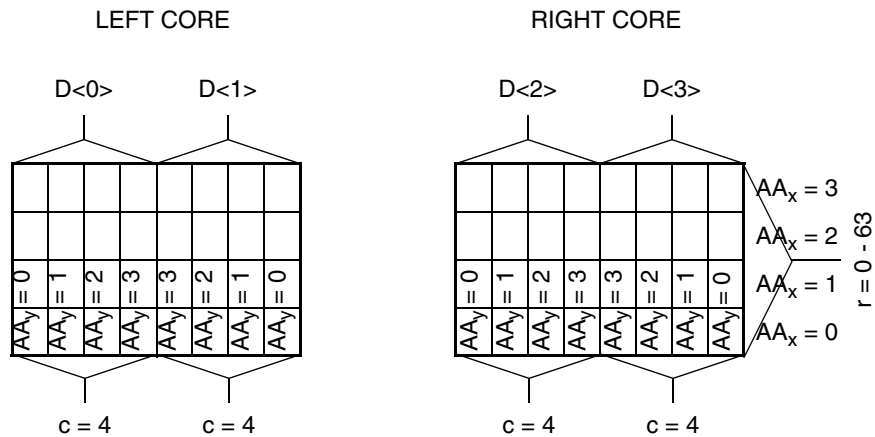 LEFT CORE
RIGHT CORE
D<0>
D<1>
D<2>
D<3>
AAy = 0
AAy = 1
AAy = 2
AAy = 3
AAy = 3
AAy = 2
AAy = 1
AAy = 0
AAy = 0
AAy = 1
AAy = 2
AAy = 3
AAy = 3
AAy = 2
AAy = 1
AAy = 0
AAx = 3
AAx = 2
AAx = 1
AAx = 0
r = 0 - 63
c = 4
c = 4
c = 4
c = 4